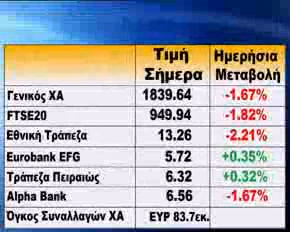 Τιμή Σήμερα Ημερήσια Μεταβολή
Γενικός ΧΑ 1839.64 -1.67%
FTSE20 949.94 -1.82%
Εθνική Τράπεζα 13.26 -2.21%
Eurobank EFG 5.72 +0.35%
Τράπεζα Πειραιώς 6.32 +0.32%
Alpha Bank 6.56 -1.67%
Όγκος Συναλλαγών ΧΑ ΕΥΡ 83.7εκ.